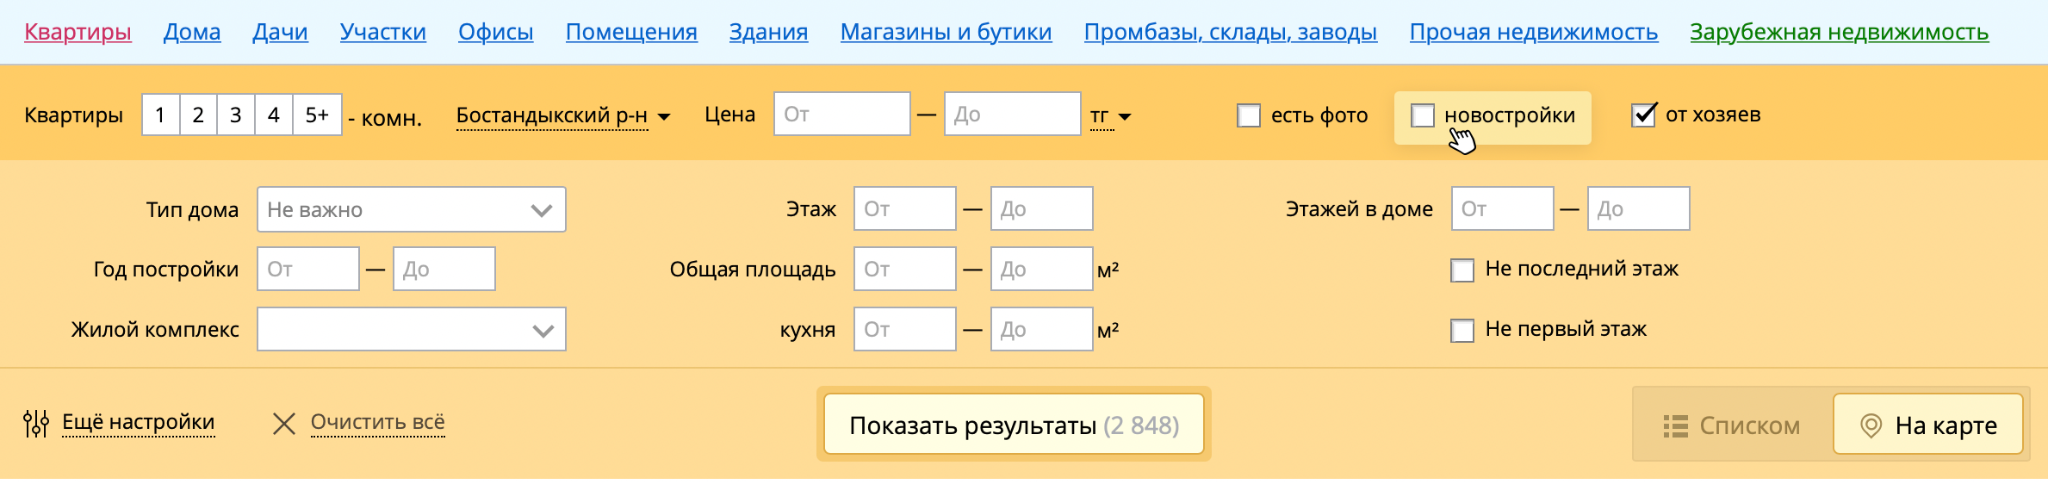 Квартиры Дома Дачи Участки Офисы Помещения Здания Магазины и бутики Промбазы, склады, заводы Прочая недвижимость Зарубежная недвижимость
Квартиры 1 2 3 4 5+ - комн. Бостандыкский р-н Цена От — До тг есть фото новостройки от хозяев
Тип дома Не важно Этаж От — До Этажей в доме От — До
Год постройки От — До Общая площадь От — До м² Не последний этаж
Жилой комплекс кухня От — До м² Не первый этаж
Ещё настройки Очистить всё Показать результаты (2 848) Списком На карте